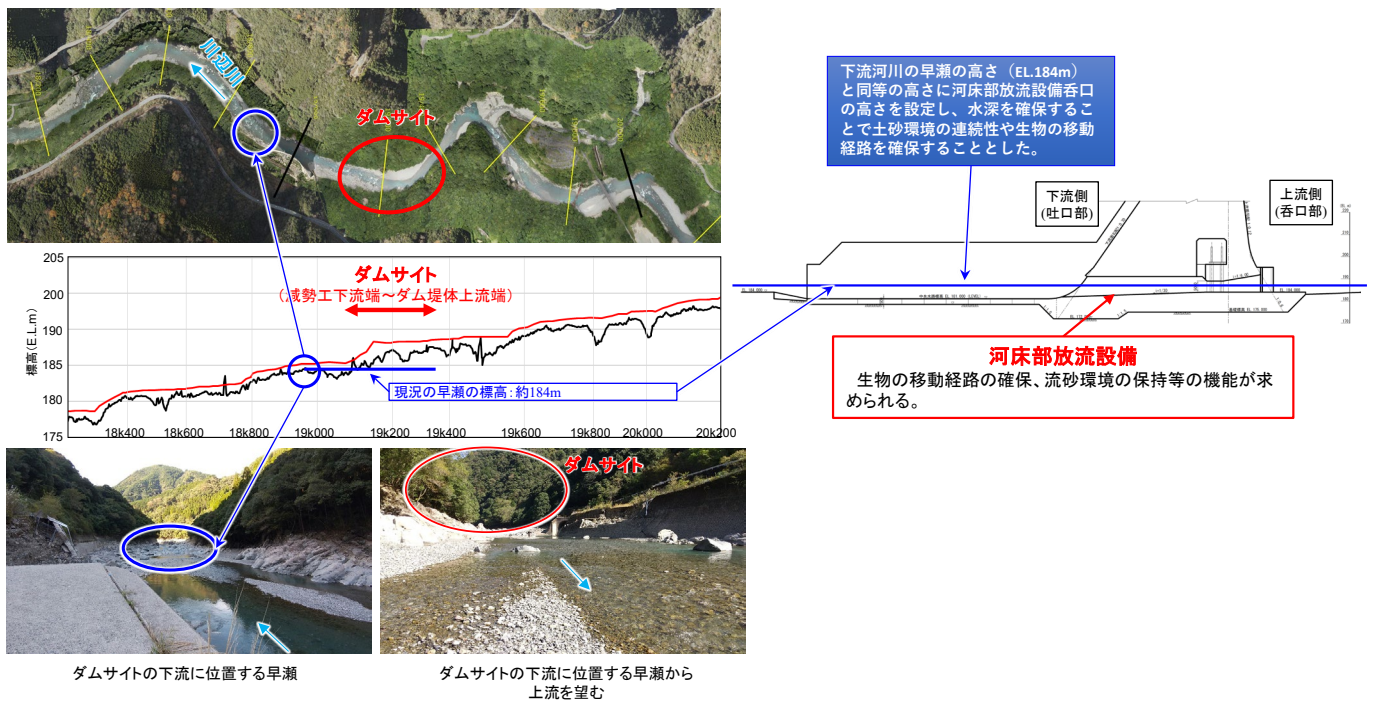 川辺川
ダムサイト
下流河川の早瀬の高さ（EL.184m）
と同等の高さに河床部放流設備呑口
の高さを設定し、水深を確保するこ
とで土砂環境の連続性や生物の移動
経路を確保することとした。
下流側
(吐口部)
上流側
(呑口部)
河床部放流設備
生物の移動経路の確保、流砂環境の保持等の機能が求
められる。
標高(E.L.m)
205
200
190
185
180
175
ダムサイト
(減勢工下流端～ダム堤体上流端)
現況の早瀬の標高：約184m
18k400
18k600
18k800
19k000
19k200
19k400
19k600
19k800
20k000
20k200
ダムサイト
ダムサイトの下流に位置する早瀬
ダムサイトの下流に位置する早瀬から
上流を望む